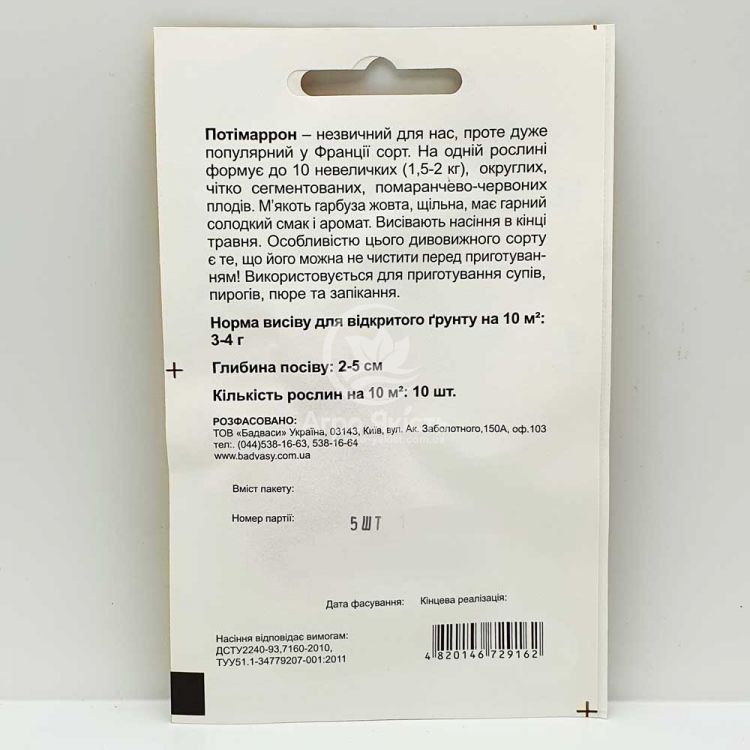 Потімаррон – незвичний для нас, проте дуже
популярний у Франції сорт. На одній рослині
формує до 10 невеличких (1,5-2 кг), округлих,
чітко сегментованих, помаранчево-червоних
плодів. М'якоть гарбуза жовта, щільна, має гарний
солодкий смак і аромат. Висівають насіння в кінці
травня. Особливістю цього дивовижного сорту
є те, що його можна не чистити перед приготуван-
ням! Використовується для приготування супів,
пирогів, пюре та запікання.
Норма висіву для відкритого ґрунту на 10 м²:
3-4 г
Глибина посіву: 2-5 см
Кількість рослин на 10 м²: 10 шт.
РОЗФАСОВАНО:
ТОВ «Бадваси» Україна, 03143, Київ, вул. Ак. Заболотного,150А, оф.103
тел:. (044)538-16-63, 538-16-64
www.badvasy.com.ua
Вміст пакету:
Номер партії:
5 ШТ
Дата фасування: Кінцева реалізація:
Насіння відповідає вимогам:
ДСТУ2240-93,7160-2010,
ТУУ51.1-34779207-001:2011
4 820146 729162